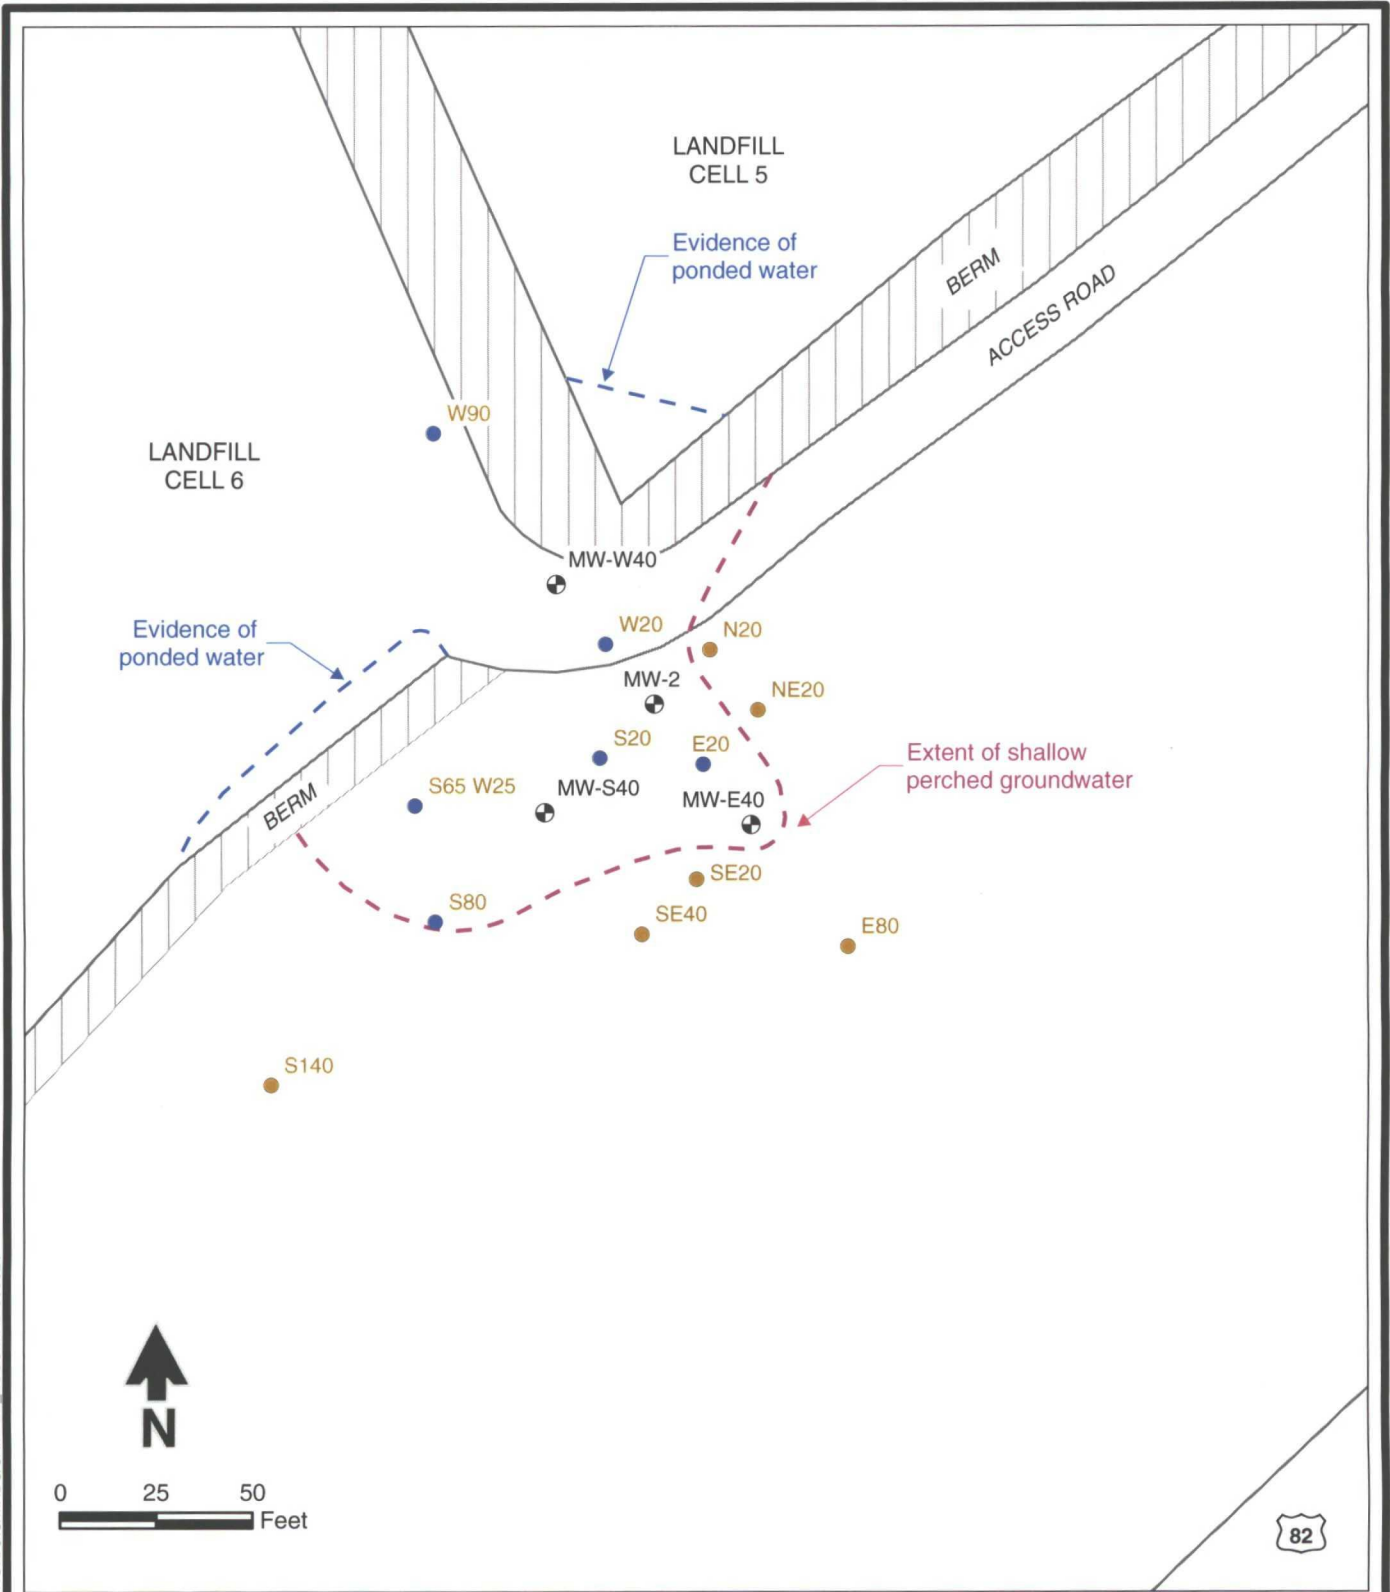 LANDFILL
CELL 5
Evidence of
ponded water
BERM
ACCESS ROAD
W90
LANDFILL
CELL 6
MW-W40
Evidence of
ponded water
W20
N20
MW-2
NE20
S20
E20
Extent of shallow
perched groundwater
S65 W25
MW-S40
MW-E40
BERM
SE20
S80
SE40
E80
S140
N
0 25 50
Feet
82